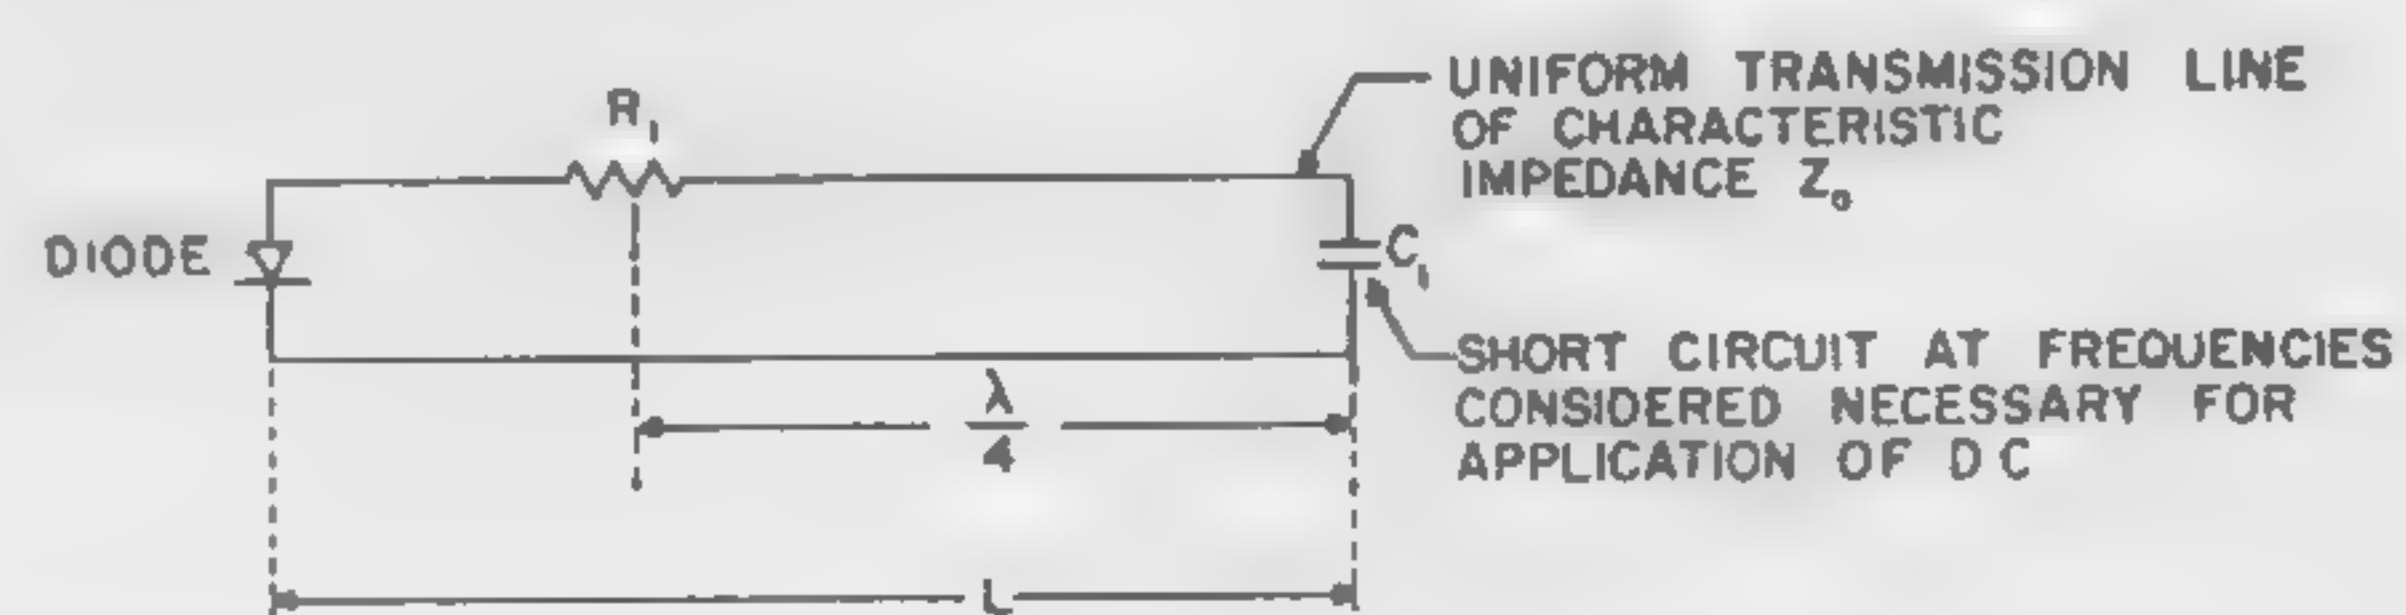 R₁
UNIFORM TRANSMISSION LINE
OF CHARACTERISTIC
IMPEDANCE Z₀
DIODE
C₁
SHORT CIRCUIT AT FREQUENCIES
CONSIDERED NECESSARY FOR
APPLICATION OF DC
λ
4
L